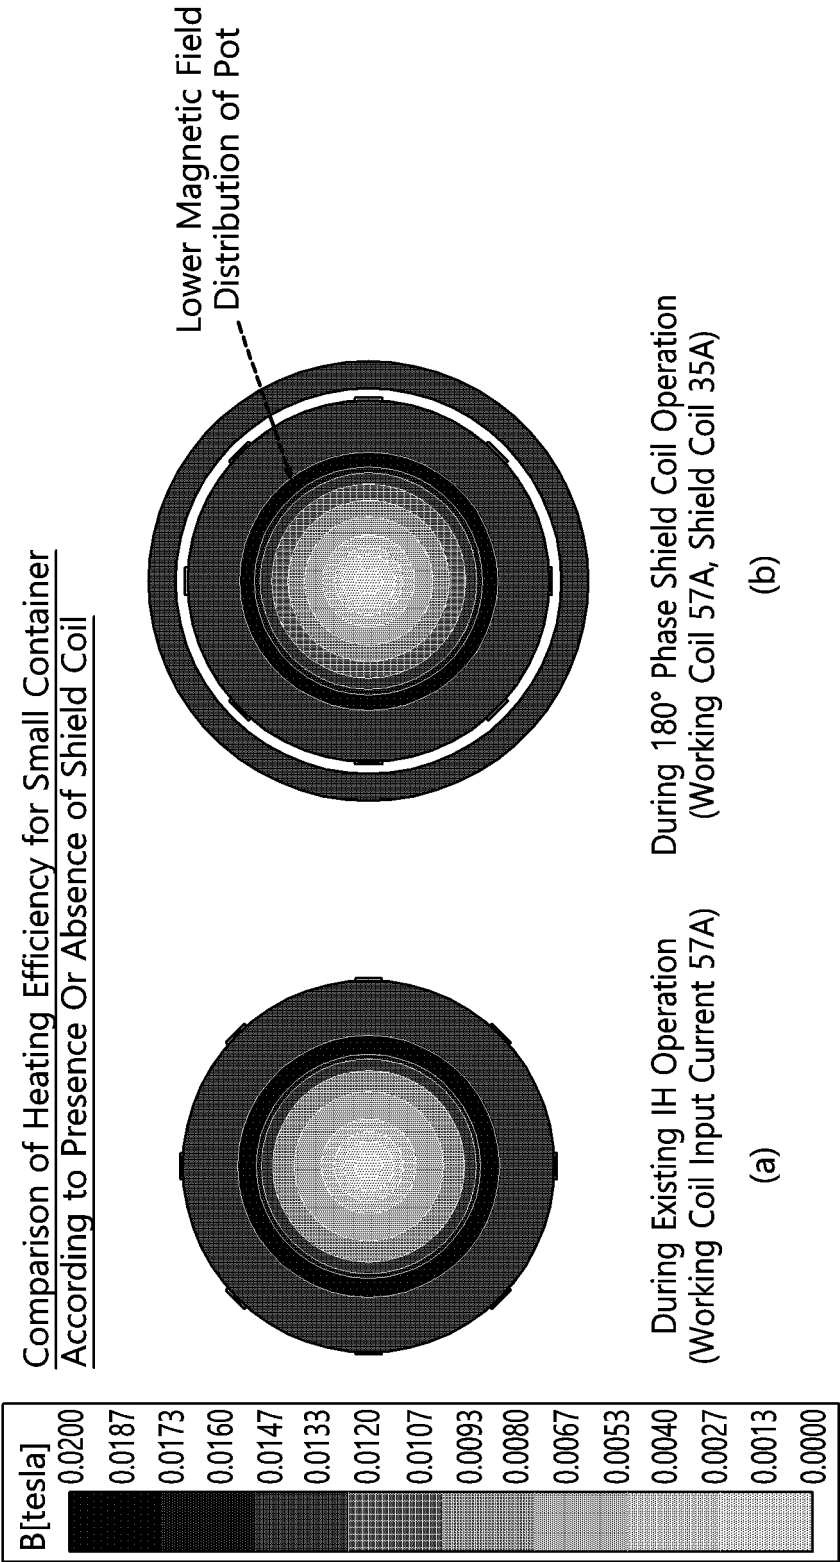 Comparison of Heating Efficiency for Small Container
According to Presence Or Absence of Shield Coil
B[tesla]
0.0200
0.0187
0.0173
0.0160
0.0147
0.0133
0.0120
0.0107
0.0093
0.0080
0.0067
0.0053
0.0040
0.0027
0.0013
0.0000
Lower Magnetic Field
Distribution of Pot
During Existing IH Operation
(Working Coil Input Current 57A)
(a)
During 180° Phase Shield Coil Operation
(Working Coil 57A, Shield Coil 35A)
(b)